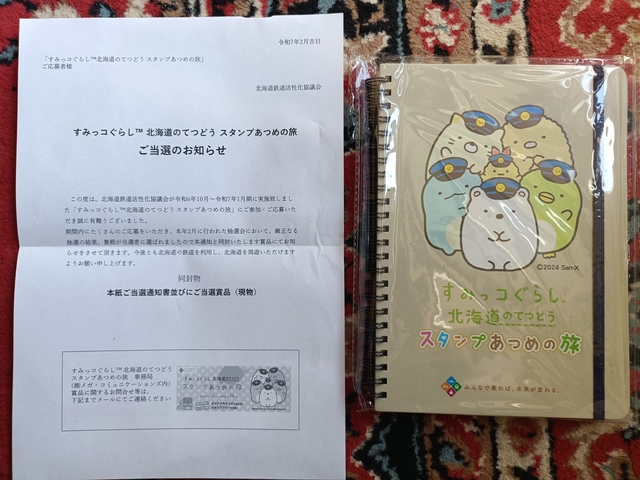 令和7年2月吉日
「すみっコぐらし™北海道のてつどう スタンプあつめの旅」
ご応募者様
北海道鉄道活性化協議会
すみっコぐらし™ 北海道のてつどう スタンプあつめの旅
ご当選のお知らせ
この度は、北海道鉄道活性化協議会が令和6年10月～令和7年1月期に実施致しまし
した「すみっコぐらし™北海道のてつどう スタンプあつめの旅」にご参加・ご応募いただ
き誠に有難うございます。
期間内にたくさんのご応募をいただき、本年2月に行われた抽選会において、厳正なる
抽選の結果、貴殿が当選者に選ばれましたので本通知と同封いたします賞品にてお知
らせをさせて頂きます。今後とも北海道の鉄道を利用し、北海道を周遊いただけます
ようお願い申し上げます。
同封物
本紙ご当選通知書並びにご当選賞品（現物）
すみっコぐらし™北海道のてつどう
スタンプあつめの旅　事務局
(㈱メガ・コミュニケーションズ内)
賞品に関するお問合せ等は、
下記までメールにてご連絡ください
スタンプあつめの旅
©2024 San-X
すみっコぐらし™
北海道のてつどう
スタンプあつめの旅
みんなで乗れば、未来が変わる。